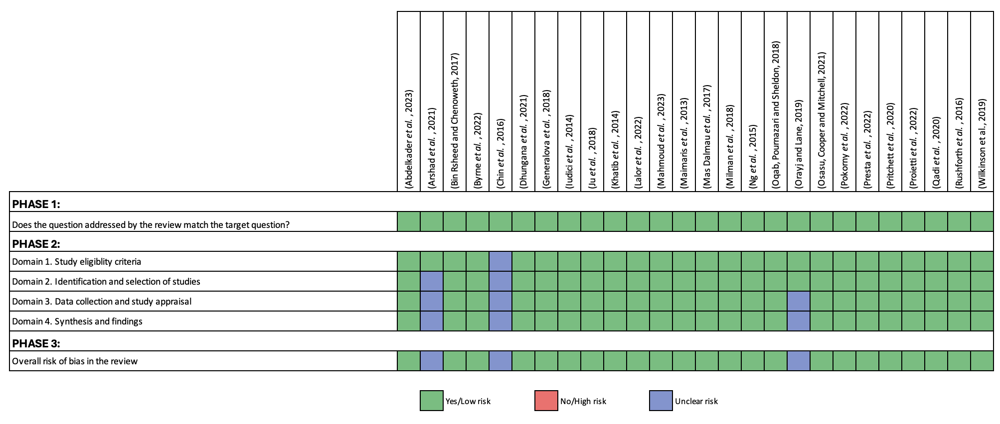 (Abdelkader et al. , 2023)
(Arshad et al. , 2021)
(Bin Rsheed and Chenoweth, 2017)
(Byrne et al. , 2022)
(Chin et al. , 2016)
(Dhungana et al. , 2021)
(Generalova et al. , 2018)
(Iudici et al. , 2014)
(Ju et al. , 2018)
(Khatib et al. , 2014)
(Lalor et al. , 2022)
(Mahmoud et al. , 2023)
(Maimaris et al. , 2013)
(Mas Dalmau et al. , 2017)
(Milman et al. , 2018)
(Ng et al. , 2015)
(Oqab, Pournazari and Sheldon, 2018)
(Orayj and Lane, 2019)
(Osasu, Cooper and Mitchell, 2021)
(Pokorny et al. , 2022)
(Presta et al. , 2022)
(Pritchett et al. , 2020)
(Proietti et al. , 2022)
(Qadi et al. , 2020)
(Rushforth et al. , 2016)
(Wilkinson et al., 2019)
PHASE 1:
Does the question addressed by the review match the target question?
PHASE 2:
Domain 1. Study eligiblity criteria
Domain 2. Identification and selection of studies
Domain 3. Data collection and study appraisal
Domain 4. Synthesis and findings
PHASE 3:
Overall risk of bias in the review
Yes/Low risk
No/High risk
Unclear risk